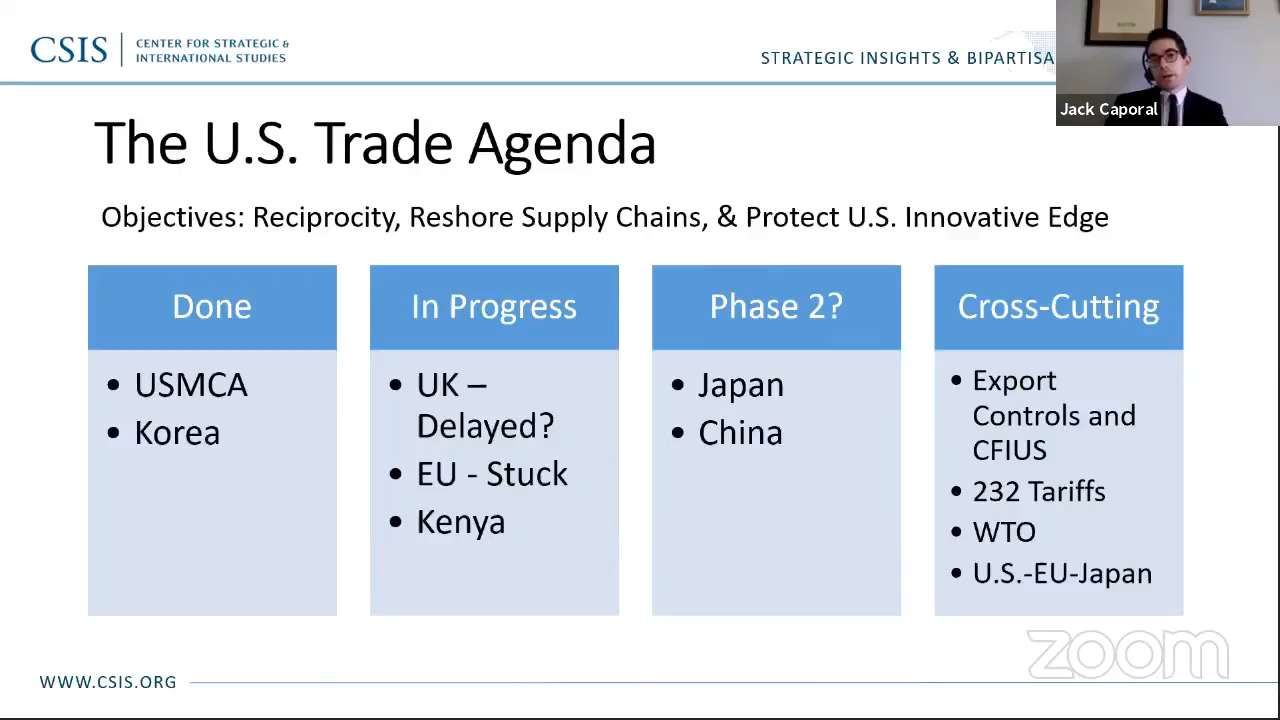 CSIS
CENTER FOR STRATEGIC &
INTERNATIONAL STUDIES
STRATEGIC INSIGHTS & BIPARTISA
Jack Caporal
The U.S. Trade Agenda
Objectives: Reciprocity, Reshore Supply Chains, & Protect U.S. Innovative Edge
Done
• USMCA
• Korea
In Progress
• UK –
Delayed?
• EU - Stuck
• Kenya
Phase 2?
• Japan
• China
Cross-Cutting
• Export
Controls and
CFIUS
• 232 Tariffs
• WTO
• U.S.-EU-Japan
zoom
WWW.CSIS.ORG